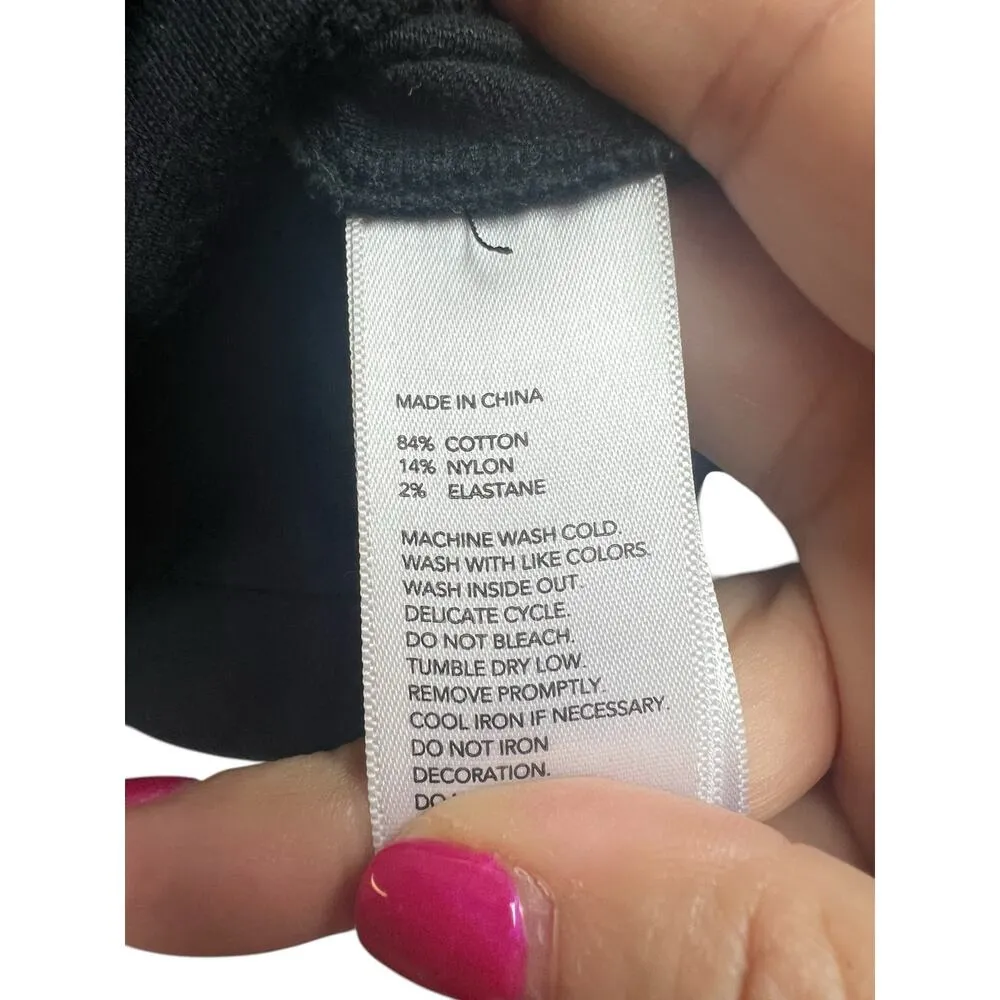 MADE IN CHINA
84% COTTON
14% NYLON
2% ELASTANE
MACHINE WASH COLD.
WASH WITH LIKE COLORS.
WASH INSIDE OUT.
DELICATE CYCLE.
DO NOT BLEACH.
TUMBLE DRY LOW.
REMOVE PROMPTLY.
COOL IRON IF NECESSARY.
DO NOT IRON
DECORATION.
DO